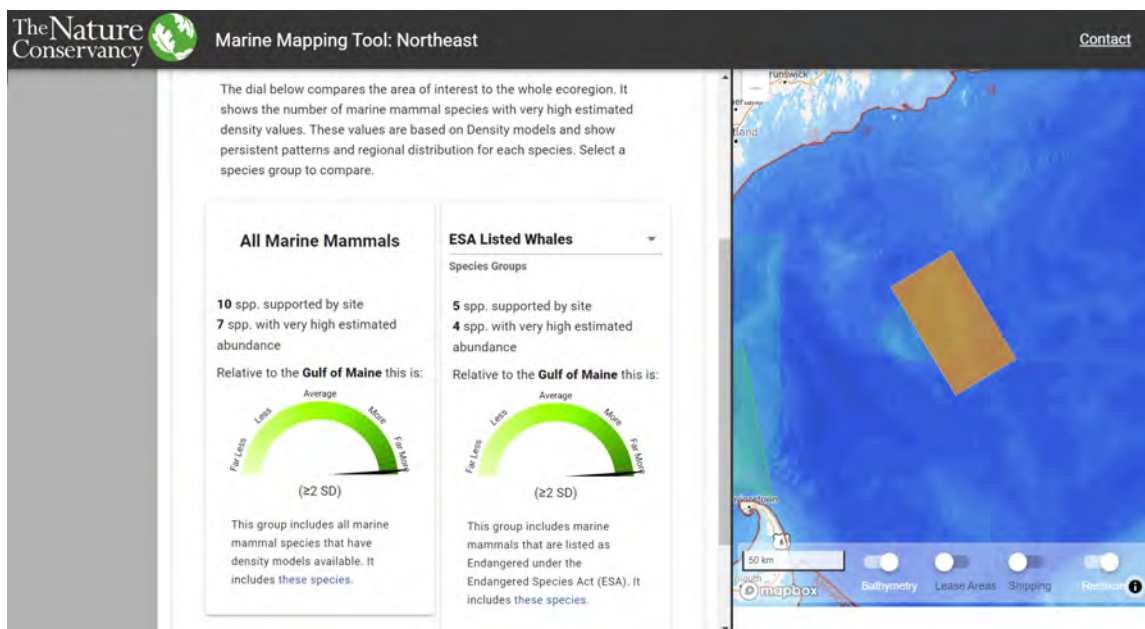 The Nature
Conservancy
Marine Mapping Tool: Northeast
Contact
The dial below compares the area of interest to the whole ecoregion. It
shows the number of marine mammal species with very high estimated
density values. These values are based on Density models and show
persistent patterns and regional distribution for each species. Select a
species group to compare.
All Marine Mammals
10 spp. supported by site
7 spp. with very high estimated
abundance
Relative to the Gulf of Maine this is:
Far Less
Less
Average
More
Far More
(≥2 SD)
This group includes all marine
mammal species that have
density models available. It
includes these species.
ESA Listed Whales
Species Groups
5 spp. supported by site
4 spp. with very high estimated
abundance
Relative to the Gulf of Maine this is:
Far Less
Less
Average
More
Far More
(≥2 SD)
This group includes marine
mammals that are listed as
Endangered under the
Endangered Species Act (ESA). It
includes these species.
runswick
tland
6
50 km
mapbox
Bathymetry
Lease Areas
Shipping